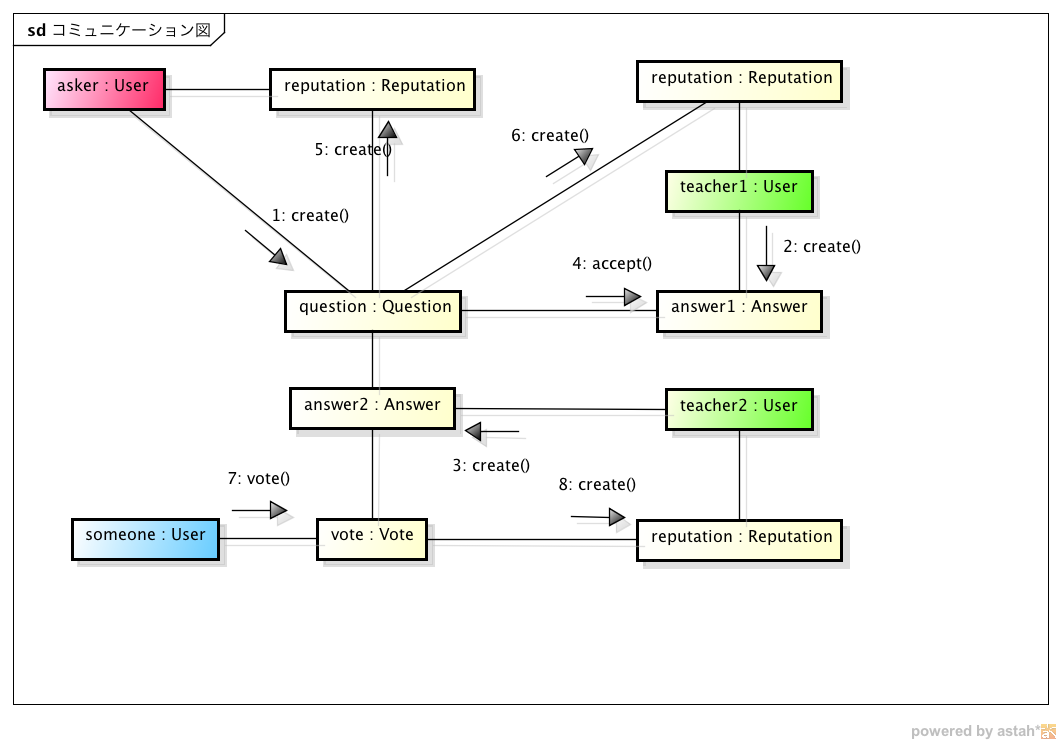 sd コミュニケーション図
asker : User
reputation : Reputation
reputation : Reputation
5: create()
6: create()
teacher1 : User
1: create()
2: create()
4: accept()
question : Question
answer1 : Answer
answer2 : Answer
teacher2 : User
3: create()
7: vote()
8: create()
someone : User
vote : Vote
reputation : Reputation
powered by astah*